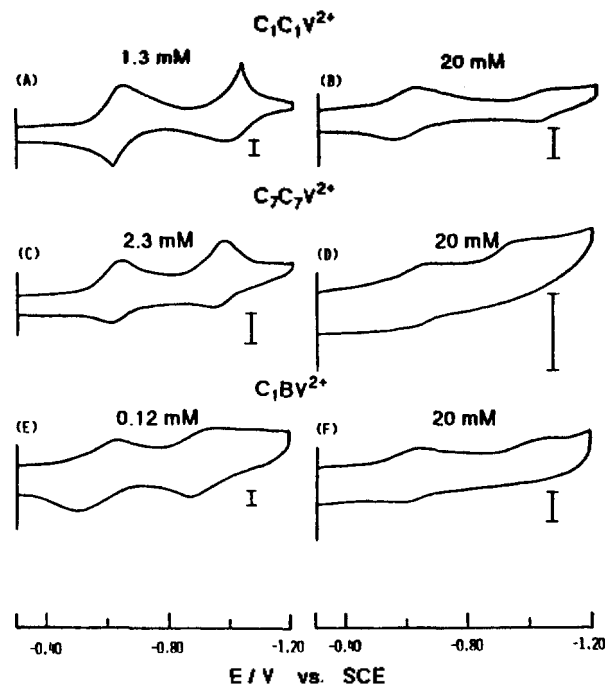 C₁C₁V²⁺
(A) 1.3 mM (B) 20 mM
C₇C₇V²⁺
(C) 2.3 mM (D) 20 mM
C₁BV²⁺
(E) 0.12 mM (F) 20 mM
-0.40 -0.80 -1.20 -0.40 -0.80 -1.20
E / V vs. SCE